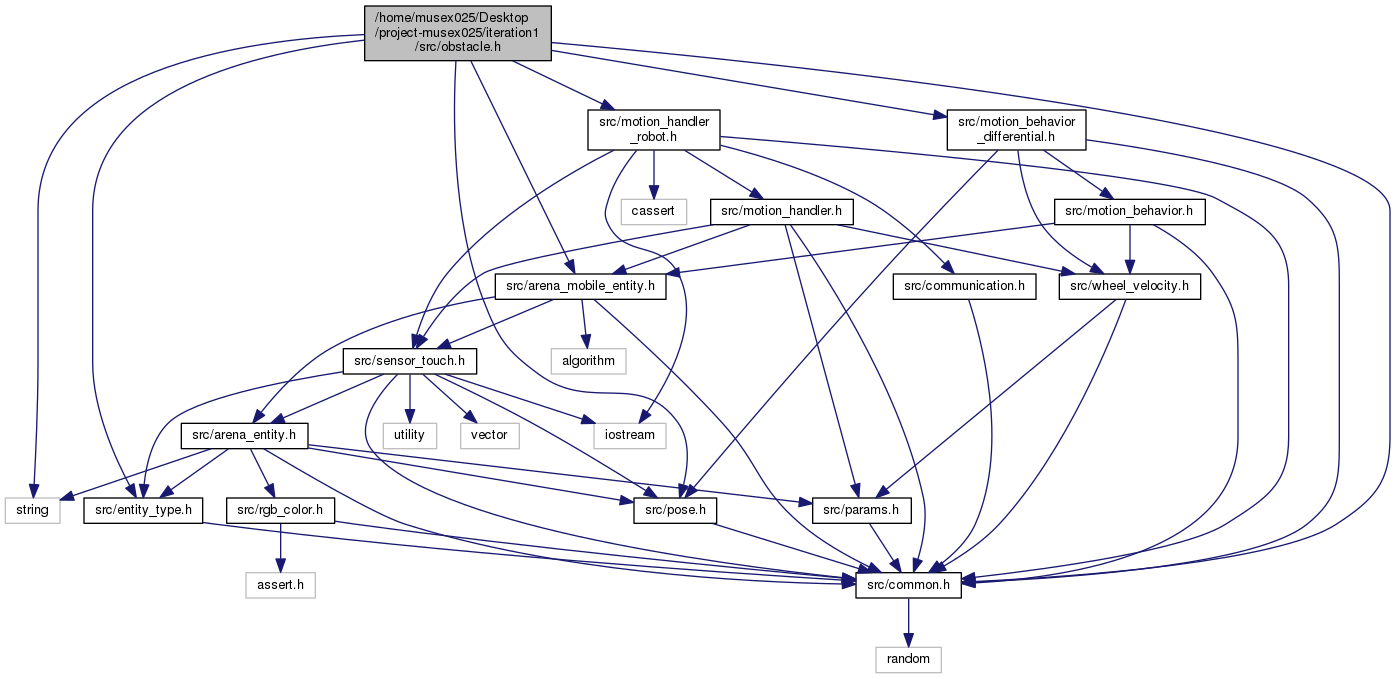 /home/musex025/Desktop
/project-musex025/iteration1
/src/obstacle.h
src/motion_handler
_robot.h
src/motion_behavior
_differential.h
cassert
src/motion_handler.h
src/motion_behavior.h
src/arena_mobile_entity.h
src/communication.h
src/wheel_velocity.h
src/sensor_touch.h
algorithm
src/arena_entity.h
utility
vector
iostream
string
src/entity_type.h
src/rgb_color.h
src/pose.h
src/params.h
assert.h
src/common.h
random